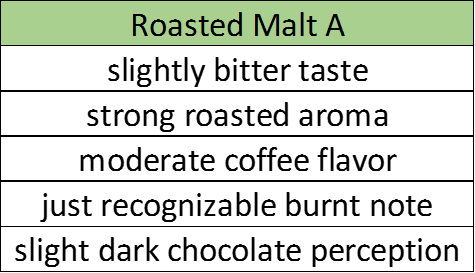 Roasted Malt A
slightly bitter taste
strong roasted aroma
moderate coffee flavor
just recognizable burnt note
slight dark chocolate perception